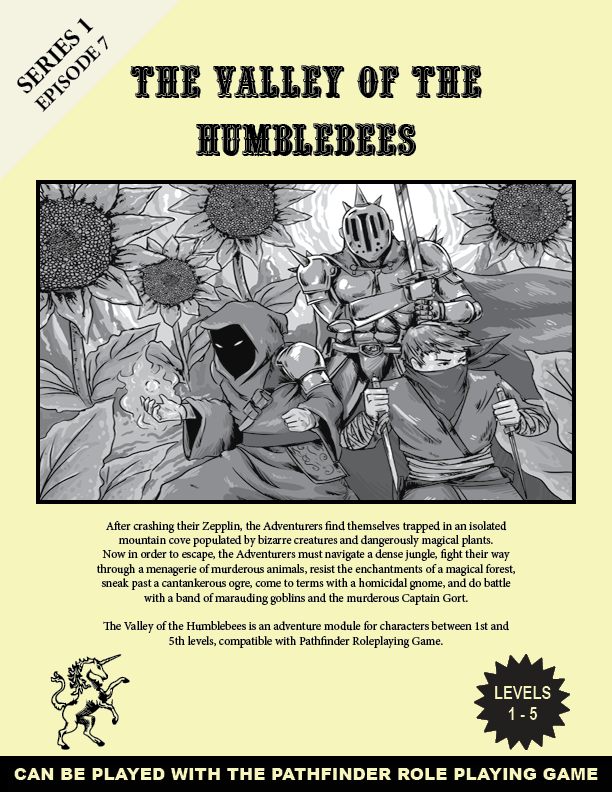 SERIES 1
EPISODE 7
THE VALLEY OF THE
HUMBLEBEES
After crashing their Zepplin, the Adventurers find themselves trapped in an isolated
mountain cove populated by bizarre creatures and dangerously magical plants.
Now in order to escape, the Adventurers must navigate a dense jungle, fight their way
through a menagerie of murderous animals, resist the enchantments of a magical forest,
sneak past a cantankerous ogre, come to terms with a homicidal gnome, and do battle
with a band of marauding goblins and the murderous Captain Gort.
The Valley of the Humblebees is an adventure module for characters between 1st and
5th levels, compatible with Pathfinder Roleplaying Game.
LEVELS
1 - 5
CAN BE PLAYED WITH THE PATHFINDER ROLE PLAYING GAME